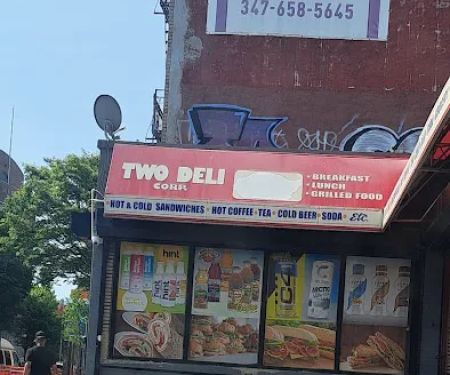 347-658-5645
TWO DELI
CORP
• BREAKFAST
• LUNCH
• GRILLED FOOD
HOT & COLD SANDWICHES • HOT COFFEE • TEA • COLD BEER • SODA • Etc.
hint